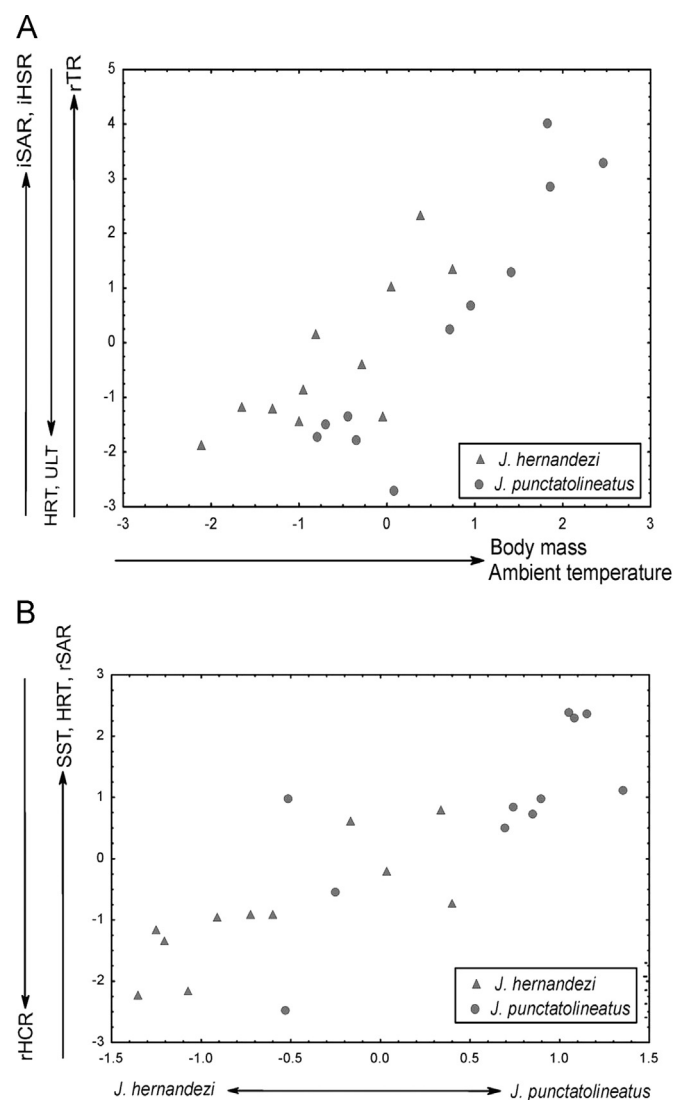 A
iSAR, iHSR
HRT, ULT
rTR
5
4
3
2
1
0
-1
-2
-3
-3 -2 -1 0 1 2 3
J. hernandezi
J. punctatolineatus
Body mass
Ambient temperature
B
rHCR
SST, HRT, rSAR
3
2
1
0
-1
-2
-3
-1.5 -1.0 -0.5 0.0 0.5 1.0 1.5
J. hernandezi
J. punctatolineatus
J. hernandezi J. punctatolineatus